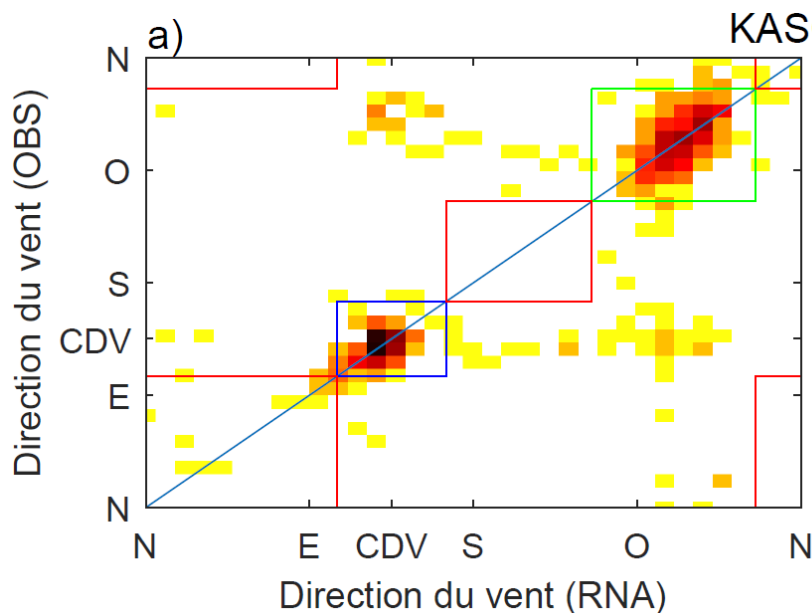 a)
KAS
Direction du vent (OBS)
N
O
S
CDV
E
N
N
E
CDV
S
O
N
Direction du vent (RNA)